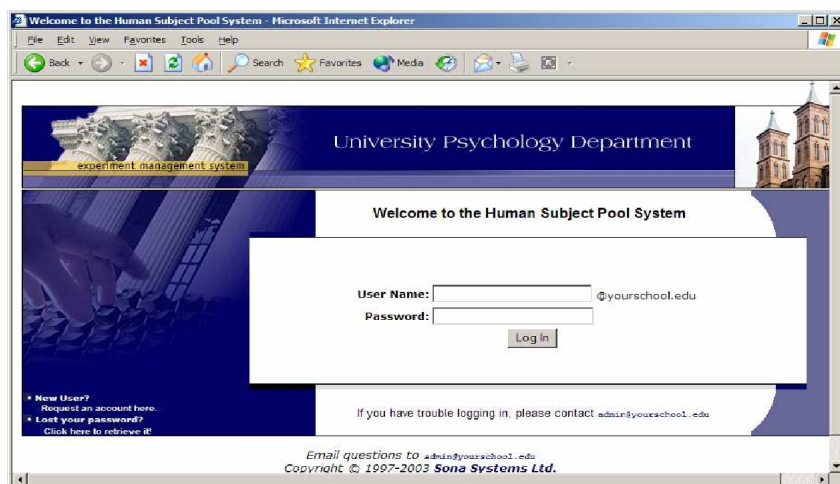 Welcome to the Human Subject Pool System - Microsoft Internet Explorer
File Edit View Favorites Tools Help
Back Search Favorites Media
University Psychology Department
experiment management system
Welcome to the Human Subject Pool System
User Name: @yourschool.edu
Password:
Log In
New User?
Request an account here.
Lost your password?
Click here to retrieve it!
If you have trouble logging in, please contact admin@yourschool.edu
Email questions to admin@yourschool.edu
Copyright © 1997-2003 Sona Systems Ltd.